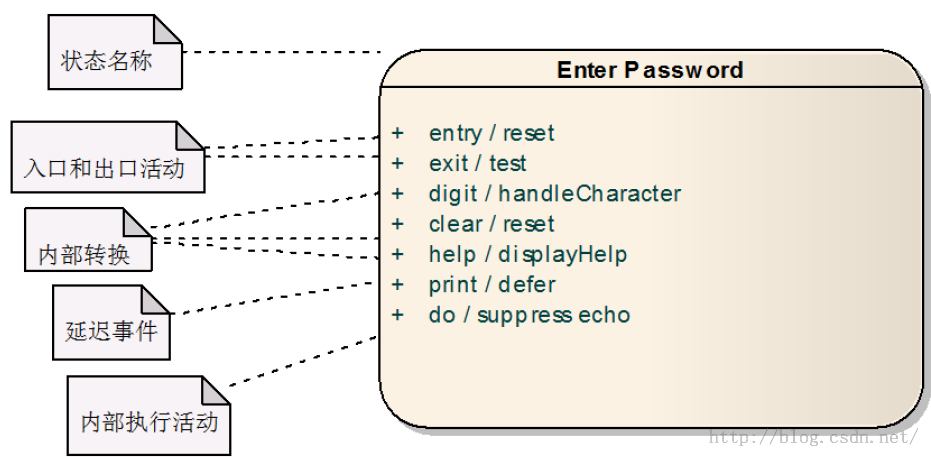 状态名称
入口和出口活动
内部转换
延迟事件
内部执行活动
Enter Password
+ entry / reset
+ exit / test
+ digit / handleCharacter
+ clear / reset
+ help / displayHelp
+ print / defer
+ do / suppress echo
http://blog.csdn.net/